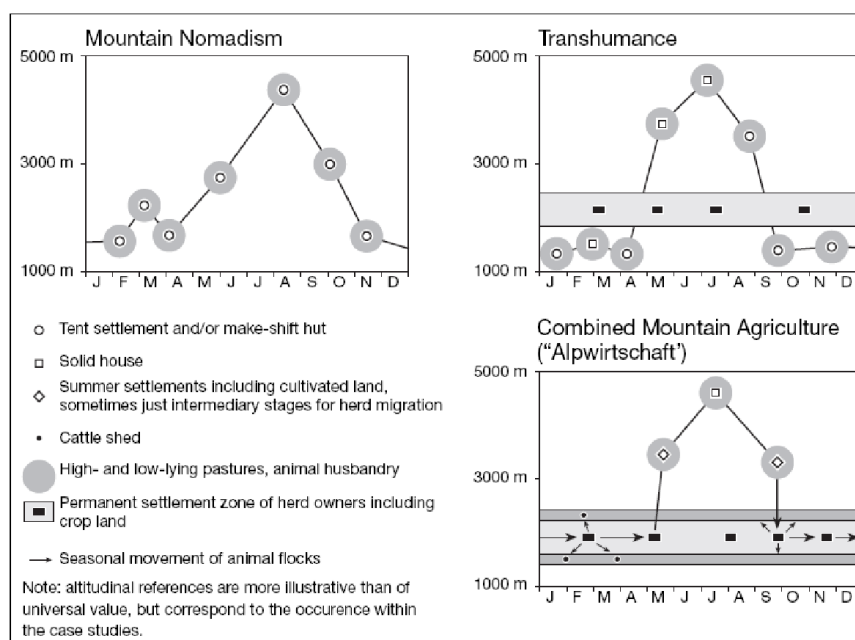 Mountain Nomadism
5000 m
3000 m
1000 m
J F M A M J J A S O N D
Tent settlement and/or make-shift hut
Solid house
Summer settlements including cultivated land,
sometimes just intermediary stages for herd migration
Cattle shed
High- and low-lying pastures, animal husbandry
Permanent settlement zone of herd owners including
crop land
Seasonal movement of animal flocks
Note: altitudinal references are more illustrative than of
universal value, but correspond to the occurence within
the case studies.
Transhumance
5000 m
3000 m
1000 m
J F M A M J J A S O N D
Combined Mountain Agriculture
(“Alpwirtschaft’)
5000 m
3000 m
1000 m
J F M A M J J A S O N D